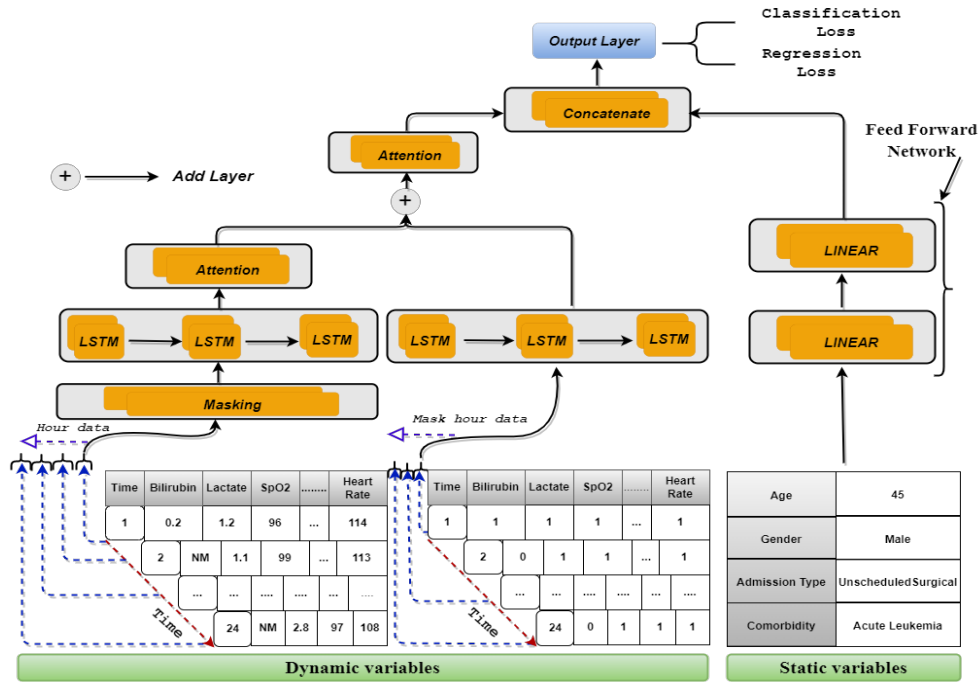 Classification
Loss
Output Layer
Regression
Loss
Concatenate
Feed Forward
Network
Attention
+
Add Layer
+
LINEAR
Attention
LSTM
LSTM
LSTM
LSTM
LSTM
LSTM
LINEAR
Masking
Hour data
Mask hour data
Time Bilirubin Lactate SpO2 ........ Heart Rate
1 0.2 1.2 96 ... 114
2 NM 1.1 99 ... 113
... ... .... .... ... .....
24 NM 2.8 97 108
Time
Time Bilirubin Lactate SpO2 ........ Heart Rate
1 1 1 1 ... 1
2 0 1 1 ... 1
... ... .... .... ... ....
24 0 1 1 1
Time
Age 45
Gender Male
Admission Type UnscheduledSurgical
Comorbidity Acute Leukemia
Dynamic variables
Static variables